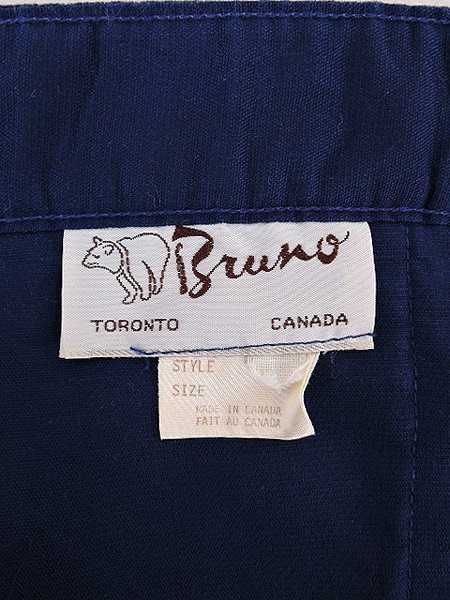 Bruno
TORONTO CANADA
STYLE
SIZE
MADE IN CANADA
FAIT AU CANADA